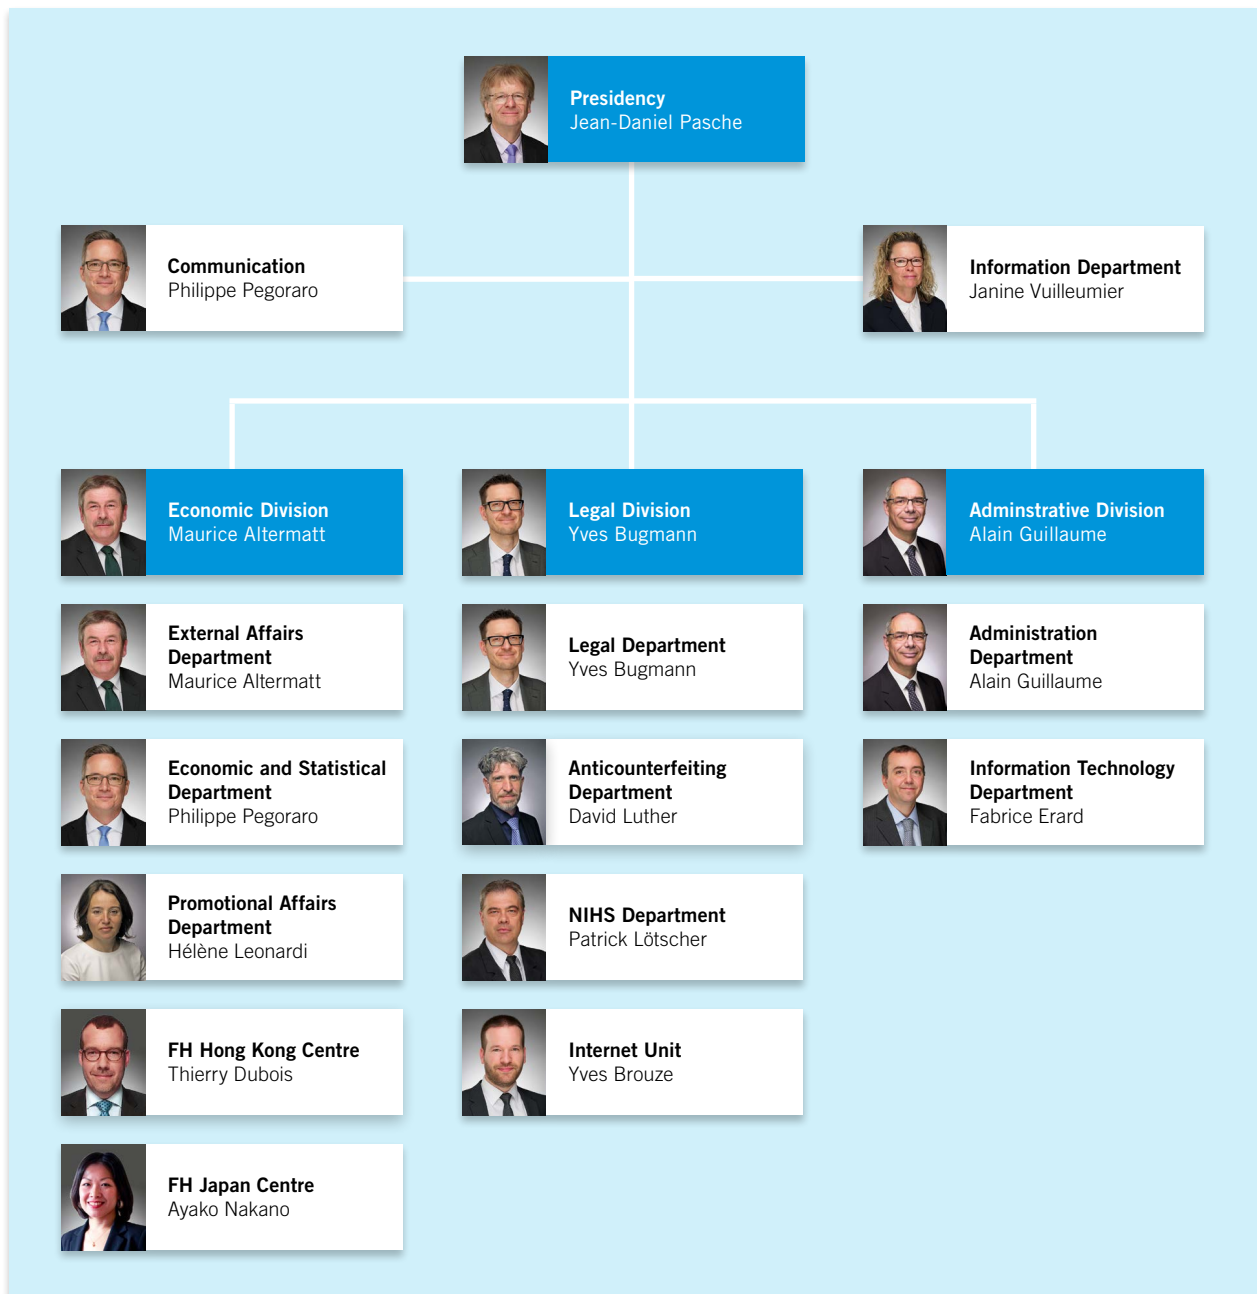 Presidency
Jean-Daniel Pasche
Communication
Philippe Pegoraro
Information Department
Janine Vuilleumier
Economic Division
Maurice Altermatt
Legal Division
Yves Bugmann
Adminstrative Division
Alain Guillaume
External Affairs
Department
Maurice Altermatt
Legal Department
Yves Bugmann
Administration
Department
Alain Guillaume
Economic and Statistical
Department
Philippe Pegoraro
Anticounterfeiting
Department
David Luther
Information Technology
Department
Fabrice Erard
Promotional Affairs
Department
Hélène Leonardi
NIHS Department
Patrick Lötscher
FH Hong Kong Centre
Thierry Dubois
Internet Unit
Yves Brouze
FH Japan Centre
Ayako Nakano